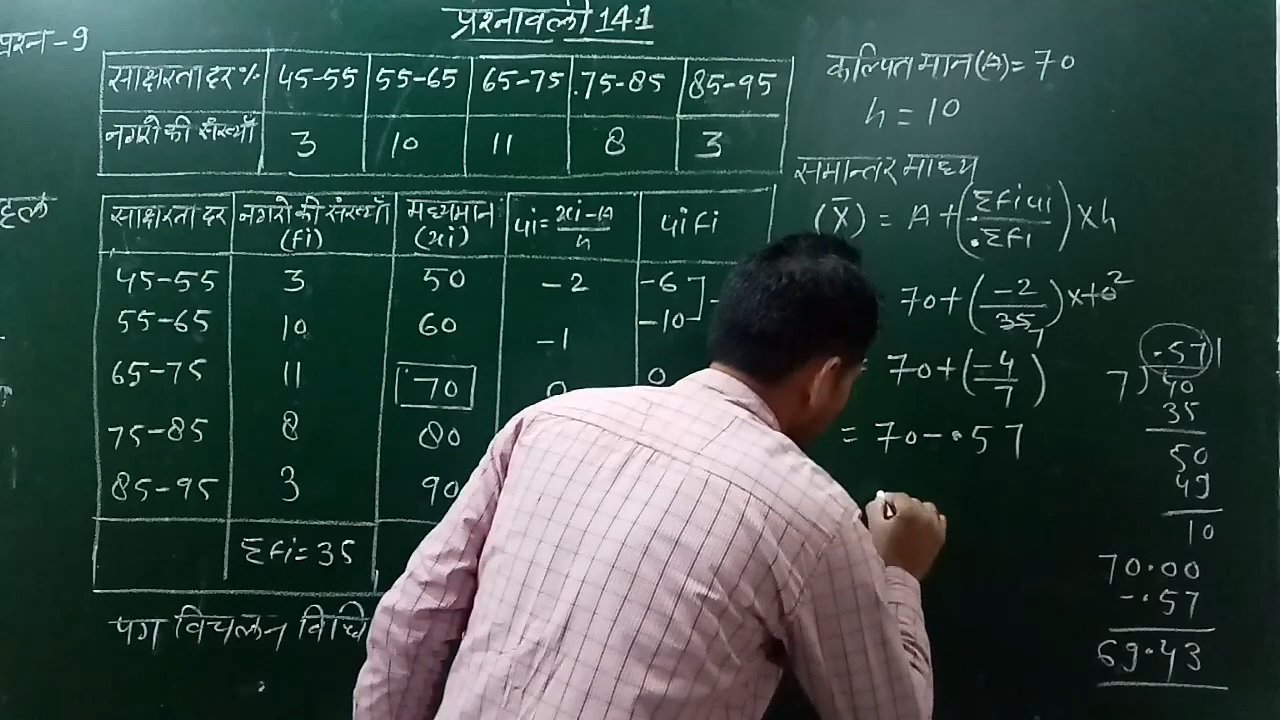 प्रश्नावली 14.1
प्रश्न-9
साक्षरता दर % 45-55 55-65 65-75 75-85 85-95
नगरो की संख्याँ 3 10 11 8 3
साक्षरता दर नगरो की संख्याँ (fi) मध्यमान (xi) ui = xi-A/h uifi
45-55 3 50 -2 -6
55-65 10 60 -1 -10
65-75 11 70 0 0
75-85 8 80
85-95 3 90
Σfi = 35
पग विचलन विधि
कल्पित मान (A) = 70
h = 10
समान्तर माध्य
(x̄) = A + (Σfiui/Σfi) × h
70 + (-2/35) × 10
7 2
= 70 + (-4/7)
= 70 - .57
.571
7) 40
35
50
49
10
70.00
-.57
69.43